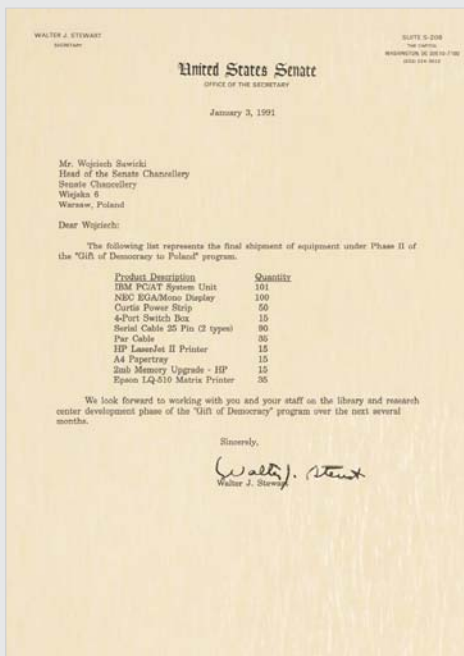 WALTER J. STEWART
SECRETARY
SUITE S-208
THE CAPITOL
WASHINGTON, DC 20510-7100
United States Senate
OFFICE OF THE SECRETARY
January 3, 1991
Mr. Wojciech Sawicki
Head of the Senate Chancellery
Senate Chancellery
Wiejska 6
Warsaw, Poland
Dear Wojciech:
The following list represents the final shipment of equipment under Phase II of
the "Gift of Democracy to Poland" program.
Product Description Quantity
IBM PC/AT System Unit 101
NEC EGA/Mono Display 100
Curtis Power Strip 50
4-Port Switch Box 15
Serial Cable 25 Pin (2 types) 90
Par Cable 35
HP LaserJet II Printer 15
A4 Papertray 15
2mb Memory Upgrade - HP 15
Epson LQ-510 Matrix Printer 35
We look forward to working with you and your staff on the library and research
center development phase of the "Gift of Democracy" program over the next several
months.
Sincerely,
Walter J. Stewart
Walter J. Stewart